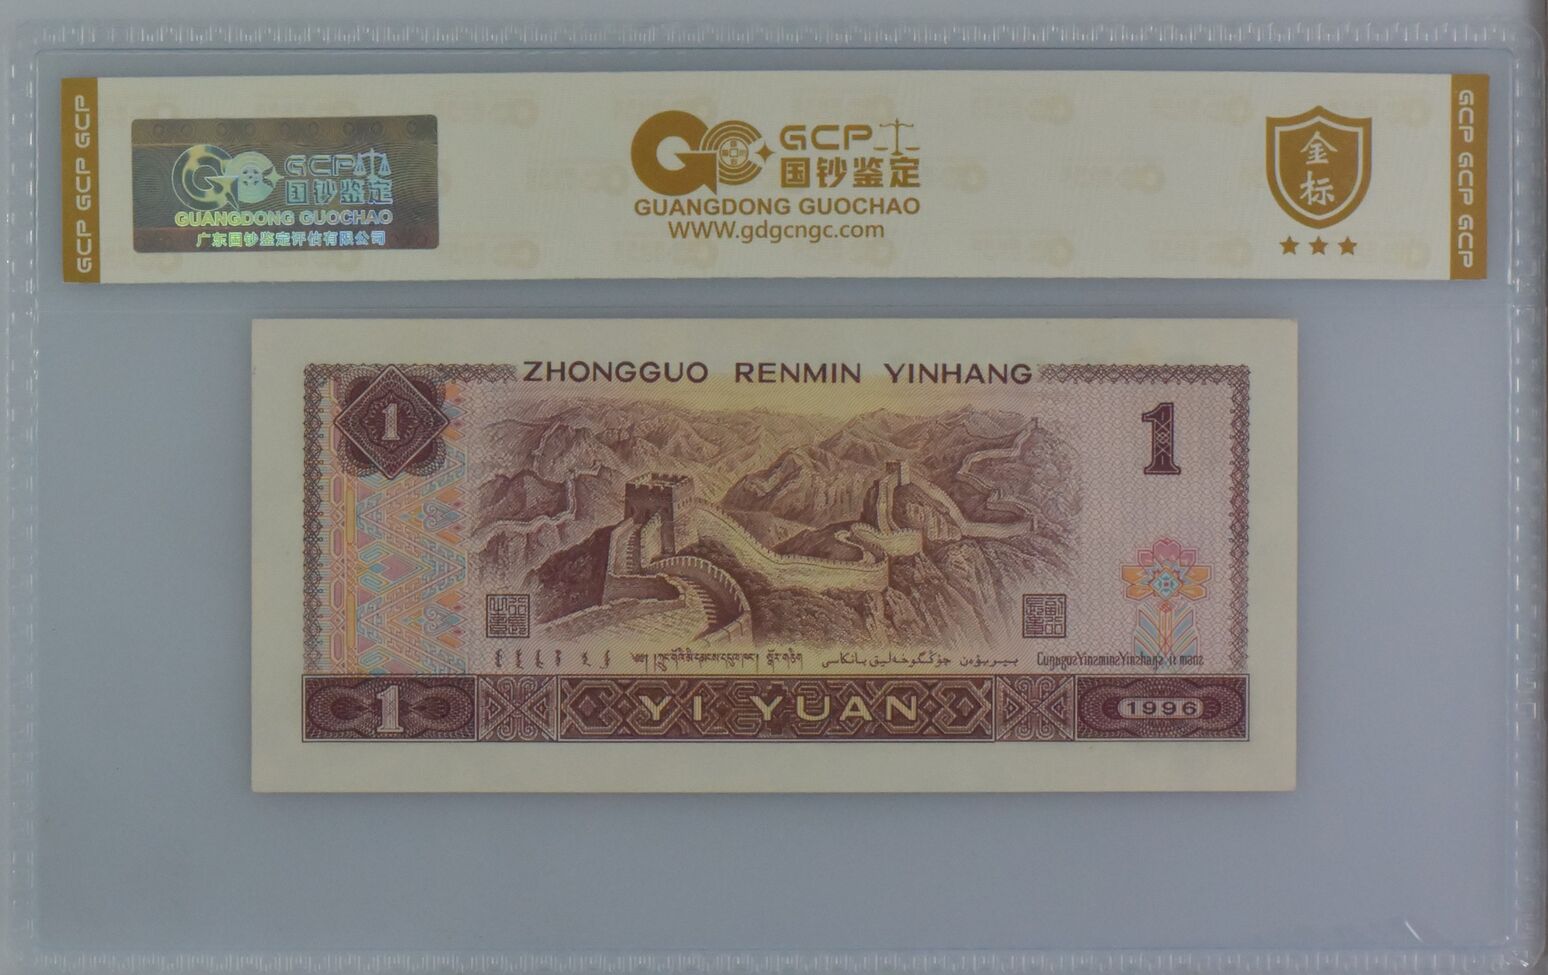 GCP GCP GCP
GCP
国钞鉴定
GUANGDONG GUOCHAO
广东国钞鉴定评估有限公司
GCP
国钞鉴定
GUANGDONG GUOCHAO
WWW.gdgcngc.com
金
标
GCP GCP GCP
ZHONGGUO RENMIN YINHANG
1
1
1 YI YUAN 1996